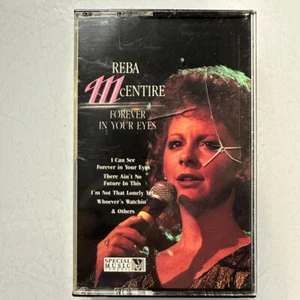 REBA
McENTIRE
FOREVER
IN YOUR EYES
I Can See
Forever in Your Eyes
There Ain't No
Future In This
I'm Not That Lonely Yet
Whoever's Watchin'
& Others
SPECIAL
MUSIC